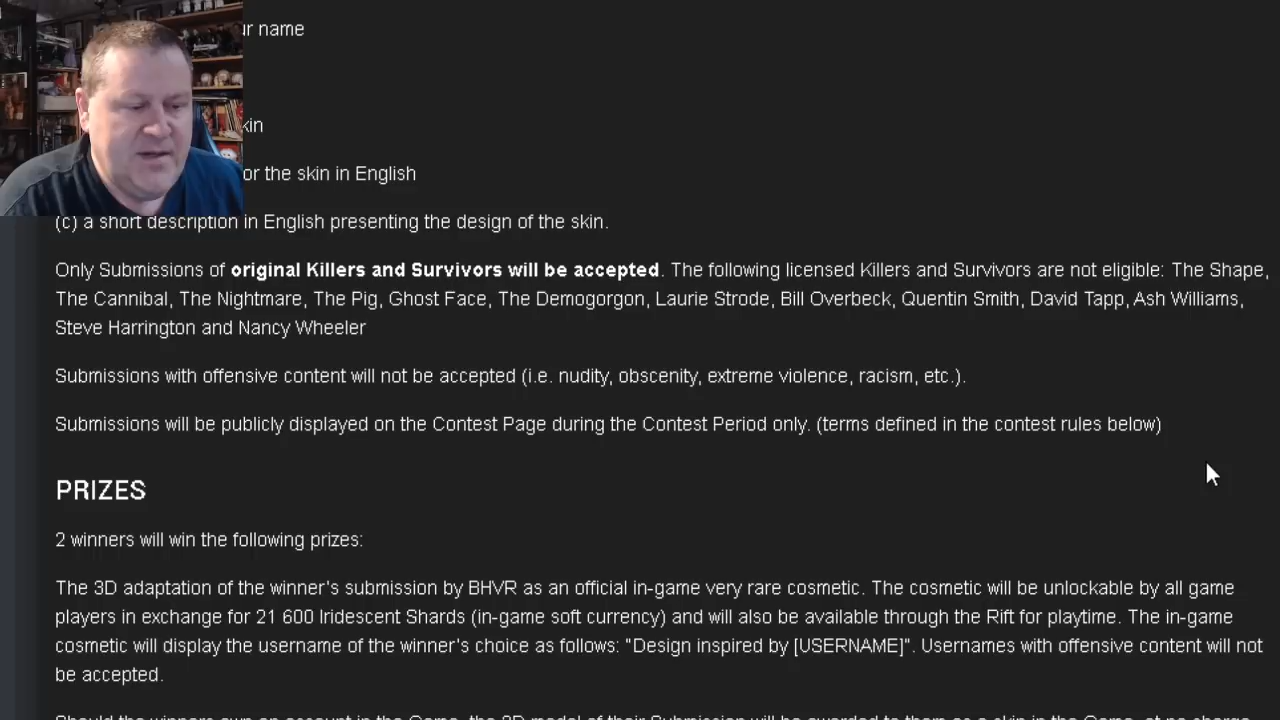 name
or the skin in English
(c) a short description in English presenting the design of the skin.
Only Submissions of original Killers and Survivors will be accepted. The following licensed Killers and Survivors are not eligible: The Shape,
The Cannibal, The Nightmare, The Pig, Ghost Face, The Demogorgon, Laurie Strode, Bill Overbeck, Quentin Smith, David Tapp, Ash Williams,
Steve Harrington and Nancy Wheeler
Submissions with offensive content will not be accepted (i.e. nudity, obscenity, extreme violence, racism, etc.).
Submissions will be publicly displayed on the Contest Page during the Contest Period only. (terms defined in the contest rules below)
PRIZES
2 winners will win the following prizes:
The 3D adaptation of the winner's submission by BHVR as an official in-game very rare cosmetic. The cosmetic will be unlockable by all game
players in exchange for 21 600 Iridescent Shards (in-game soft currency) and will also be available through the Rift for playtime. The in-game
cosmetic will display the username of the winner's choice as follows: "Design inspired by [USERNAME]". Usernames with offensive content will not
be accepted.